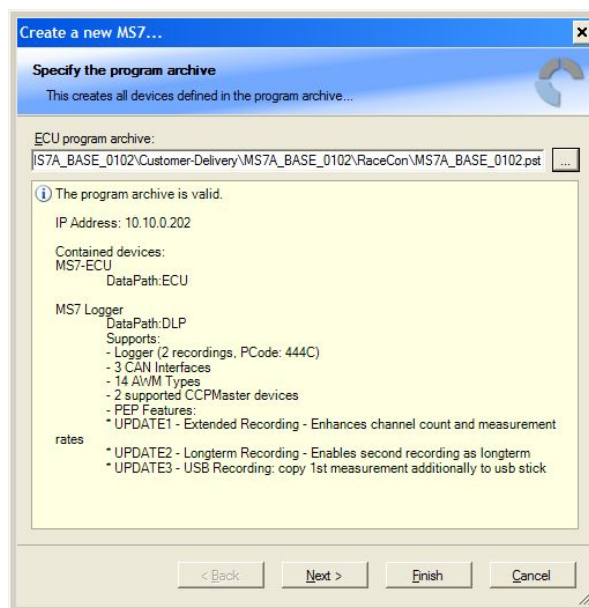 Create a new MS7...
Specify the program archive
This creates all devices defined in the program archive...
ECU program archive:
IS7A_BASE_0102\Customer-Delivery\MS7A_BASE_0102\RaceCon\MS7A_BASE_0102.pst
...
The program archive is valid.
IP Address: 10.10.0.202
Contained devices:
MS7-ECU
DataPath:ECU
MS7 Logger
DataPath:DLP
Supports:
- Logger (2 recordings, PCode: 444C)
- 3 CAN Interfaces
- 14 AWM Types
- 2 supported CCPMaster devices
- PEP Features:
* UPDATE1 - Extended Recording - Enhances channel count and measurement
rates
* UPDATE2 - Longterm Recording - Enables second recording as longterm
* UPDATE3 - USB Recording: copy 1st measurement additionally to usb stick
< Back Next > Finish Cancel